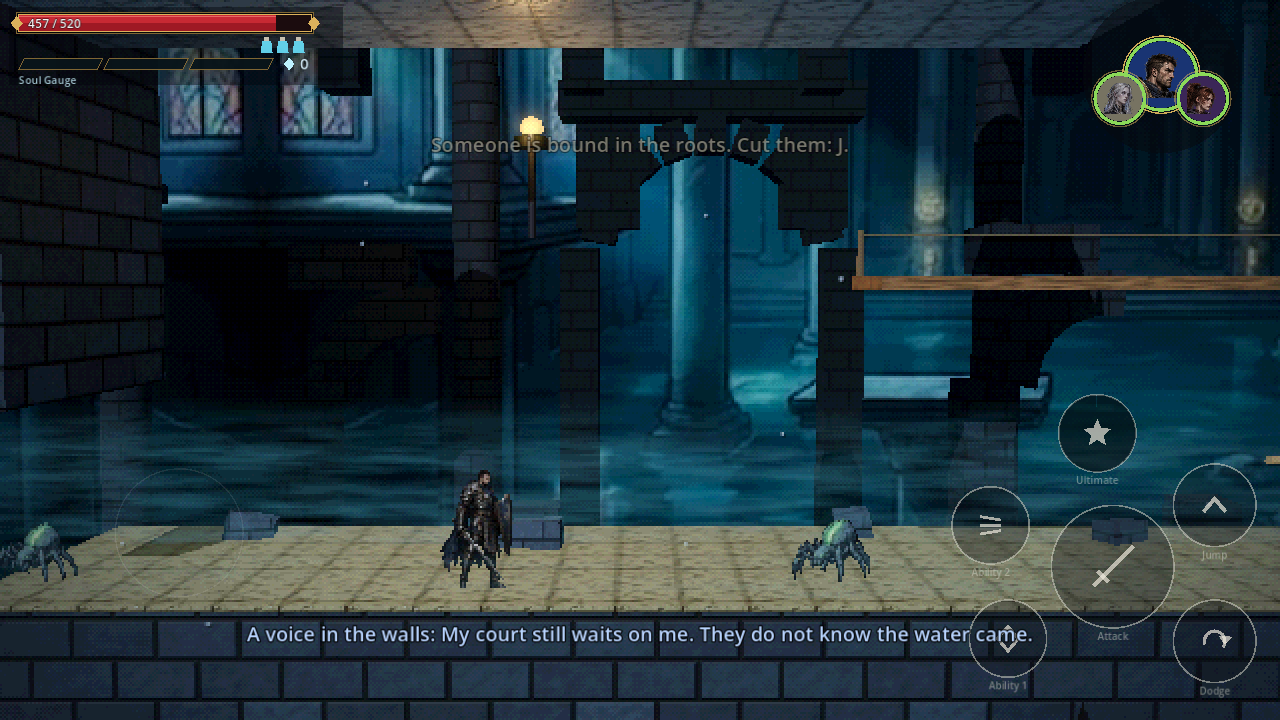 457 / 520
0
Soul Gauge
Someone is bound in the roots. Cut them: J.
Ultimate
Jump
Ability 2
A voice in the walls: My court still waits on me. They do not know the water came.
Attack
Ability 1
Dodge